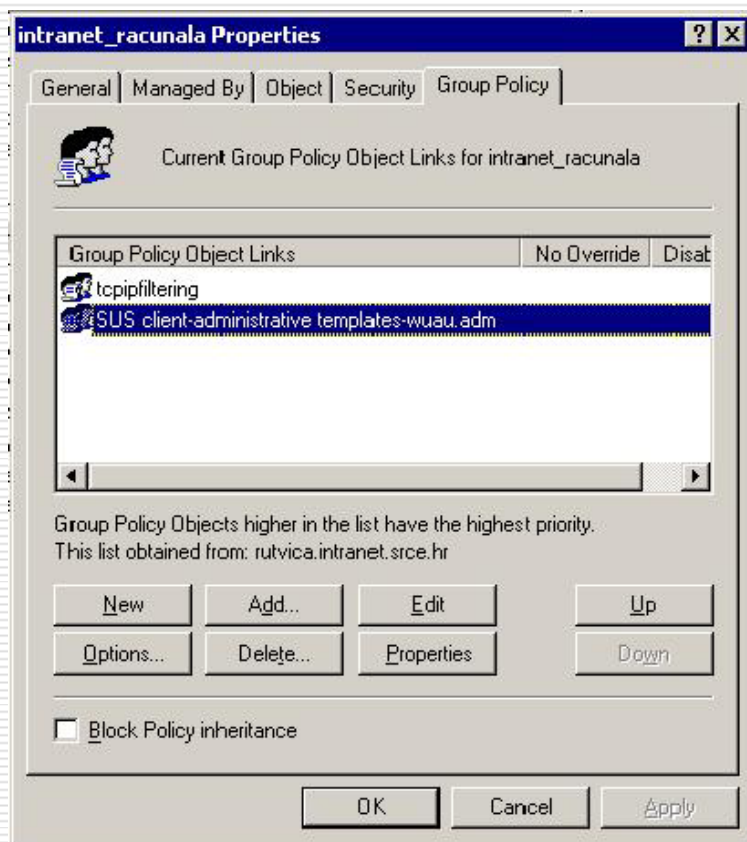 intranet_racunala Properties
General Managed By Object Security Group Policy
Current Group Policy Object Links for intranet_racunala
Group Policy Object Links No Override Disat
tcpipfiltering
SUS client-administrative templates-wuau.adm
Group Policy Objects higher in the list have the highest priority.
This list obtained from: rutvica.intranet.srce.hr
New Add... Edit Up
Options... Delete... Properties Down
Block Policy inheritance
OK Cancel Apply